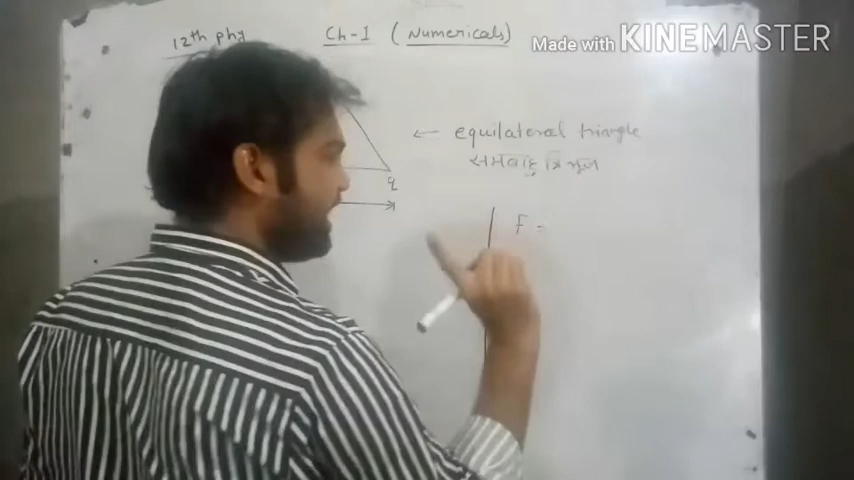 12th phy Ch-1 (Numericals)
Made with KINEMASTER
← equilateral triangle
समबाहु त्रिभुज
q
F =